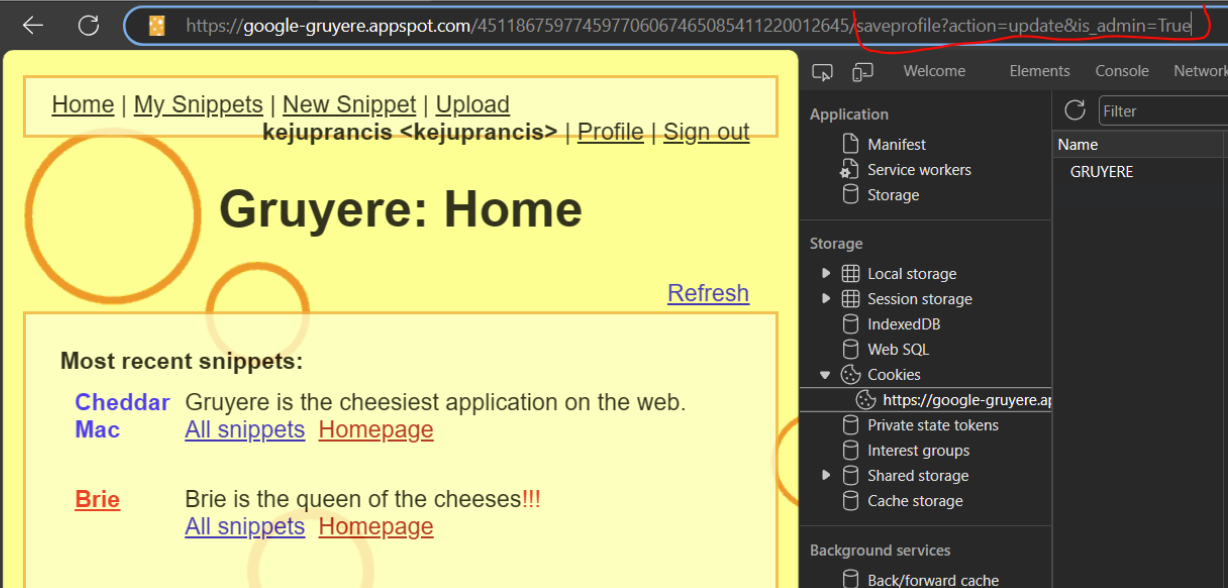 https://google-gruyere.appspot.com/451186759774597706067465085411220012645/saveprofile?action=update&is_admin=True
Home | My Snippets | New Snippet | Upload
kejuprancis <kejuprancis> | Profile | Sign out
Gruyere: Home
Refresh
Most recent snippets:
Cheddar Mac
Gruyere is the cheesiest application on the web.
All snippets Homepage
Brie
Brie is the queen of the cheeses!!!
All snippets Homepage
Welcome Elements Console Network
Application
Manifest
Service workers
Storage
Storage
Local storage
Session storage
IndexedDB
Web SQL
Cookies
https://google-gruyere.ap
Private state tokens
Interest groups
Shared storage
Cache storage
Background services
Back/forward cache
Filter
Name
GRUYERE